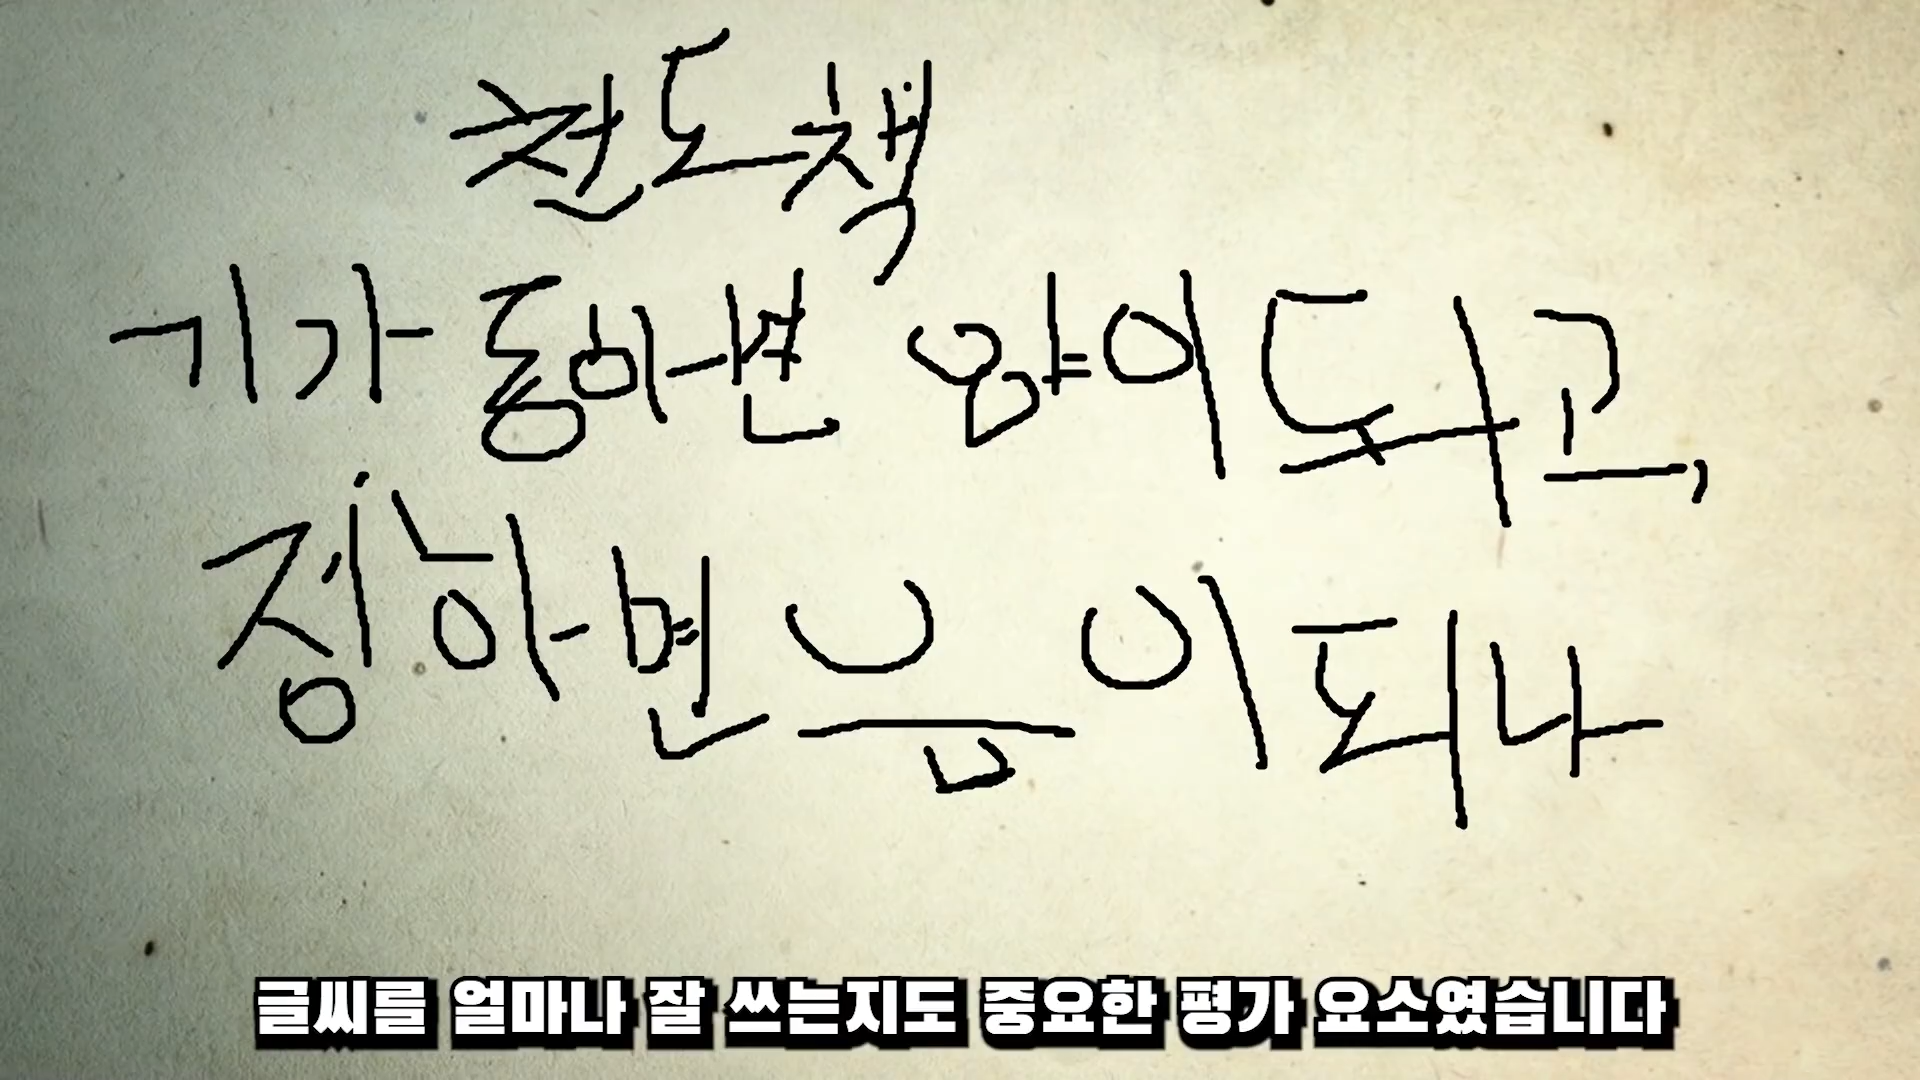 천도책
기가 동하면 양이 되고,
정하면 음이 되나
글씨를 얼마나 잘 쓰는지도 중요한 평가 요소였습니다